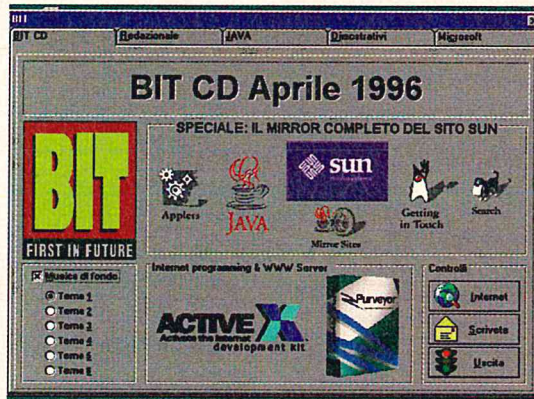 BIT
BIT CD
Redazionale
JAVA
Dimostrativi
Microsoft
BIT CD Aprile 1996
BIT
FIRST IN FUTURE
SPECIALE: IL MIRROR COMPLETO DEL SITO SUN
Applets
JAVA
sun
Mirror Sites
Getting
in Touch
Search
Musica di fondo
Tema 1
Tema 2
Tema 3
Tema 4
Tema 5
Tema 6
Internet programming & WWW Server
ACTIVE X
Activate the Internet
development kit
Purveyor
Controlli
Internet
Scrivete
Uscita